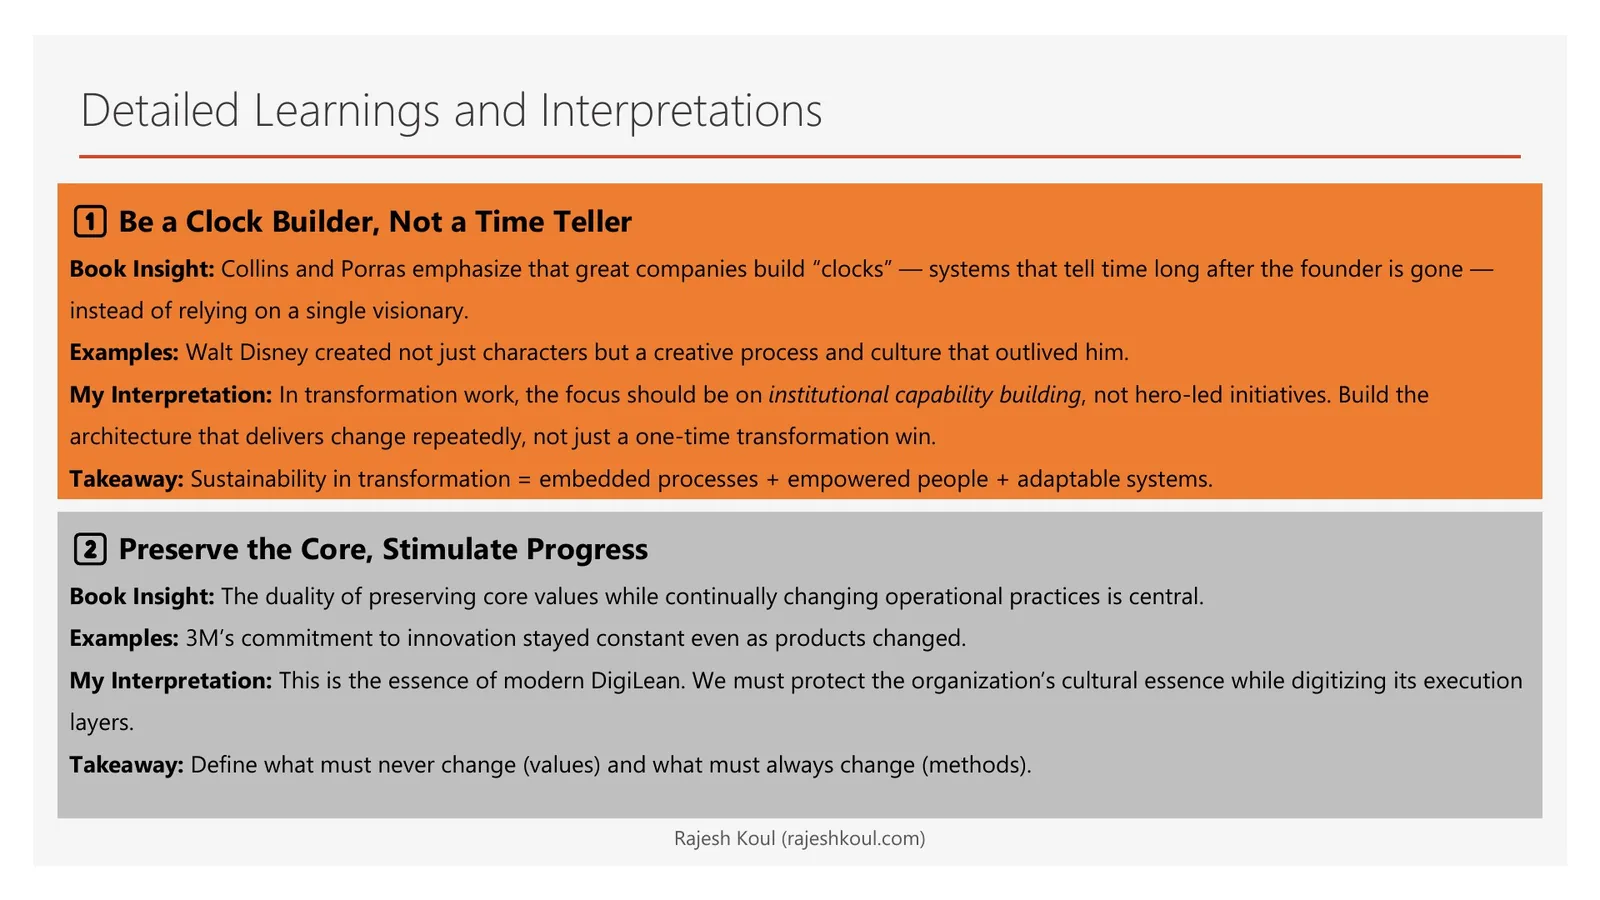 Detailed Learnings and Interpretations
1 Be a Clock Builder, Not a Time Teller
Book Insight: Collins and Porras emphasize that great companies build “clocks” — systems that tell time long after the founder is gone —
instead of relying on a single visionary.
Examples: Walt Disney created not just characters but a creative process and culture that outlived him.
My Interpretation: In transformation work, the focus should be on institutional capability building, not hero-led initiatives. Build the
architecture that delivers change repeatedly, not just a one-time transformation win.
Takeaway: Sustainability in transformation = embedded processes + empowered people + adaptable systems.
2 Preserve the Core, Stimulate Progress
Book Insight: The duality of preserving core values while continually changing operational practices is central.
Examples: 3M’s commitment to innovation stayed constant even as products changed.
My Interpretation: This is the essence of modern DigiLean. We must protect the organization’s cultural essence while digitizing its execution
layers.
Takeaway: Define what must never change (values) and what must always change (methods).
Rajesh Koul (rajeshkoul.com)